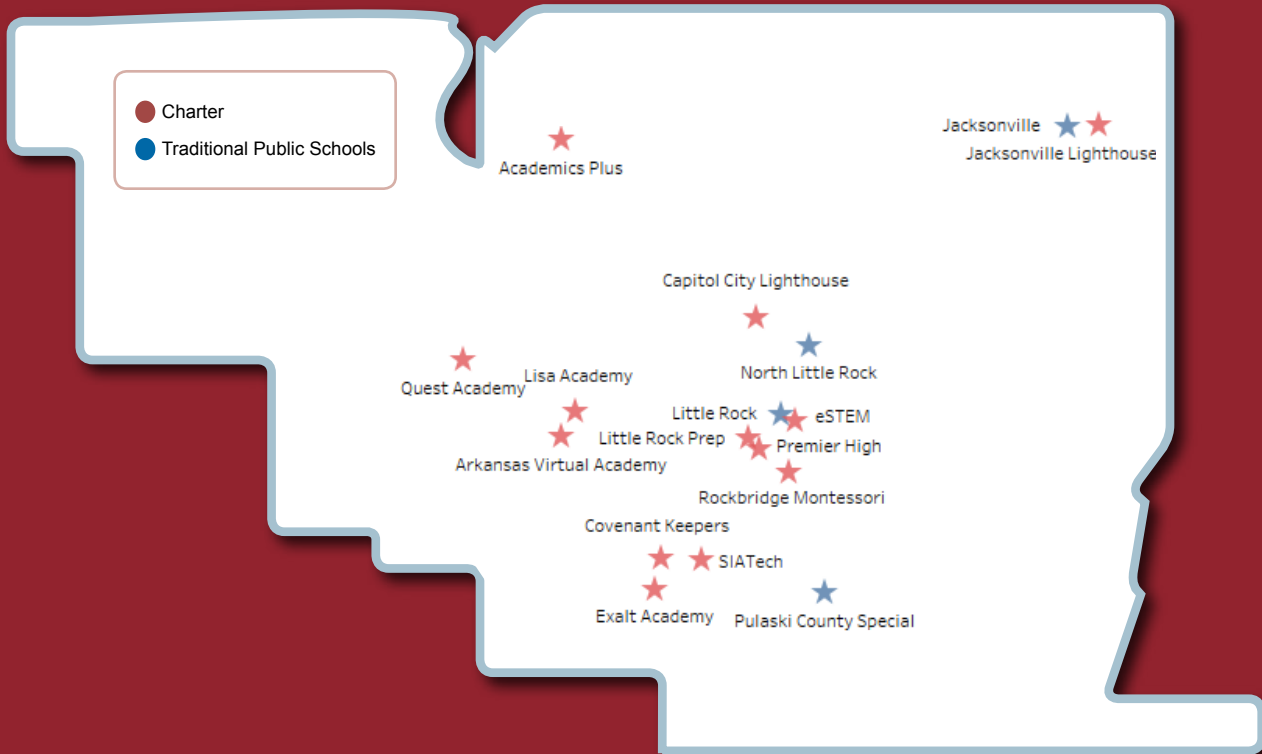 Charter
Traditional Public Schools
Jacksonville
Jacksonville Lighthouse
Academics Plus
Capitol City Lighthouse
North Little Rock
Quest Academy
Lisa Academy
Little Rock
eSTEM
Little Rock Prep
Premier High
Arkansas Virtual Academy
Rockbridge Montessori
Covenant Keepers
SIATech
Exalt Academy
Pulaski County Special